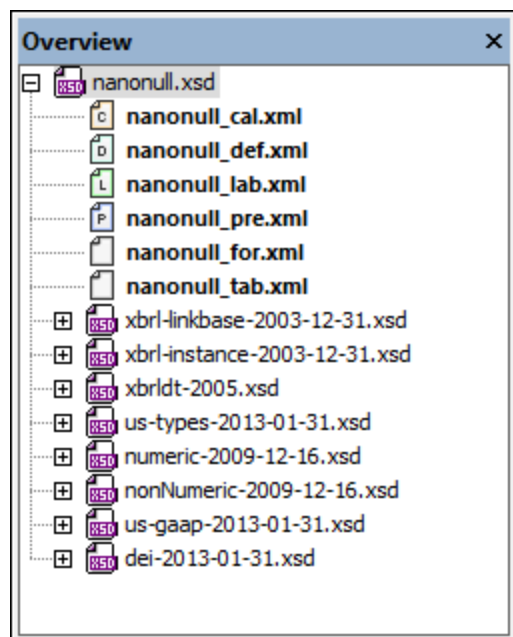 Overview
nanonull.xsd
nanonull_cal.xml
nanonull_def.xml
nanonull_lab.xml
nanonull_pre.xml
nanonull_for.xml
nanonull_tab.xml
xbrl-linkbase-2003-12-31.xsd
xbrl-instance-2003-12-31.xsd
xbrldt-2005.xsd
us-types-2013-01-31.xsd
numeric-2009-12-16.xsd
nonNumeric-2009-12-16.xsd
us-gaap-2013-01-31.xsd
dei-2013-01-31.xsd